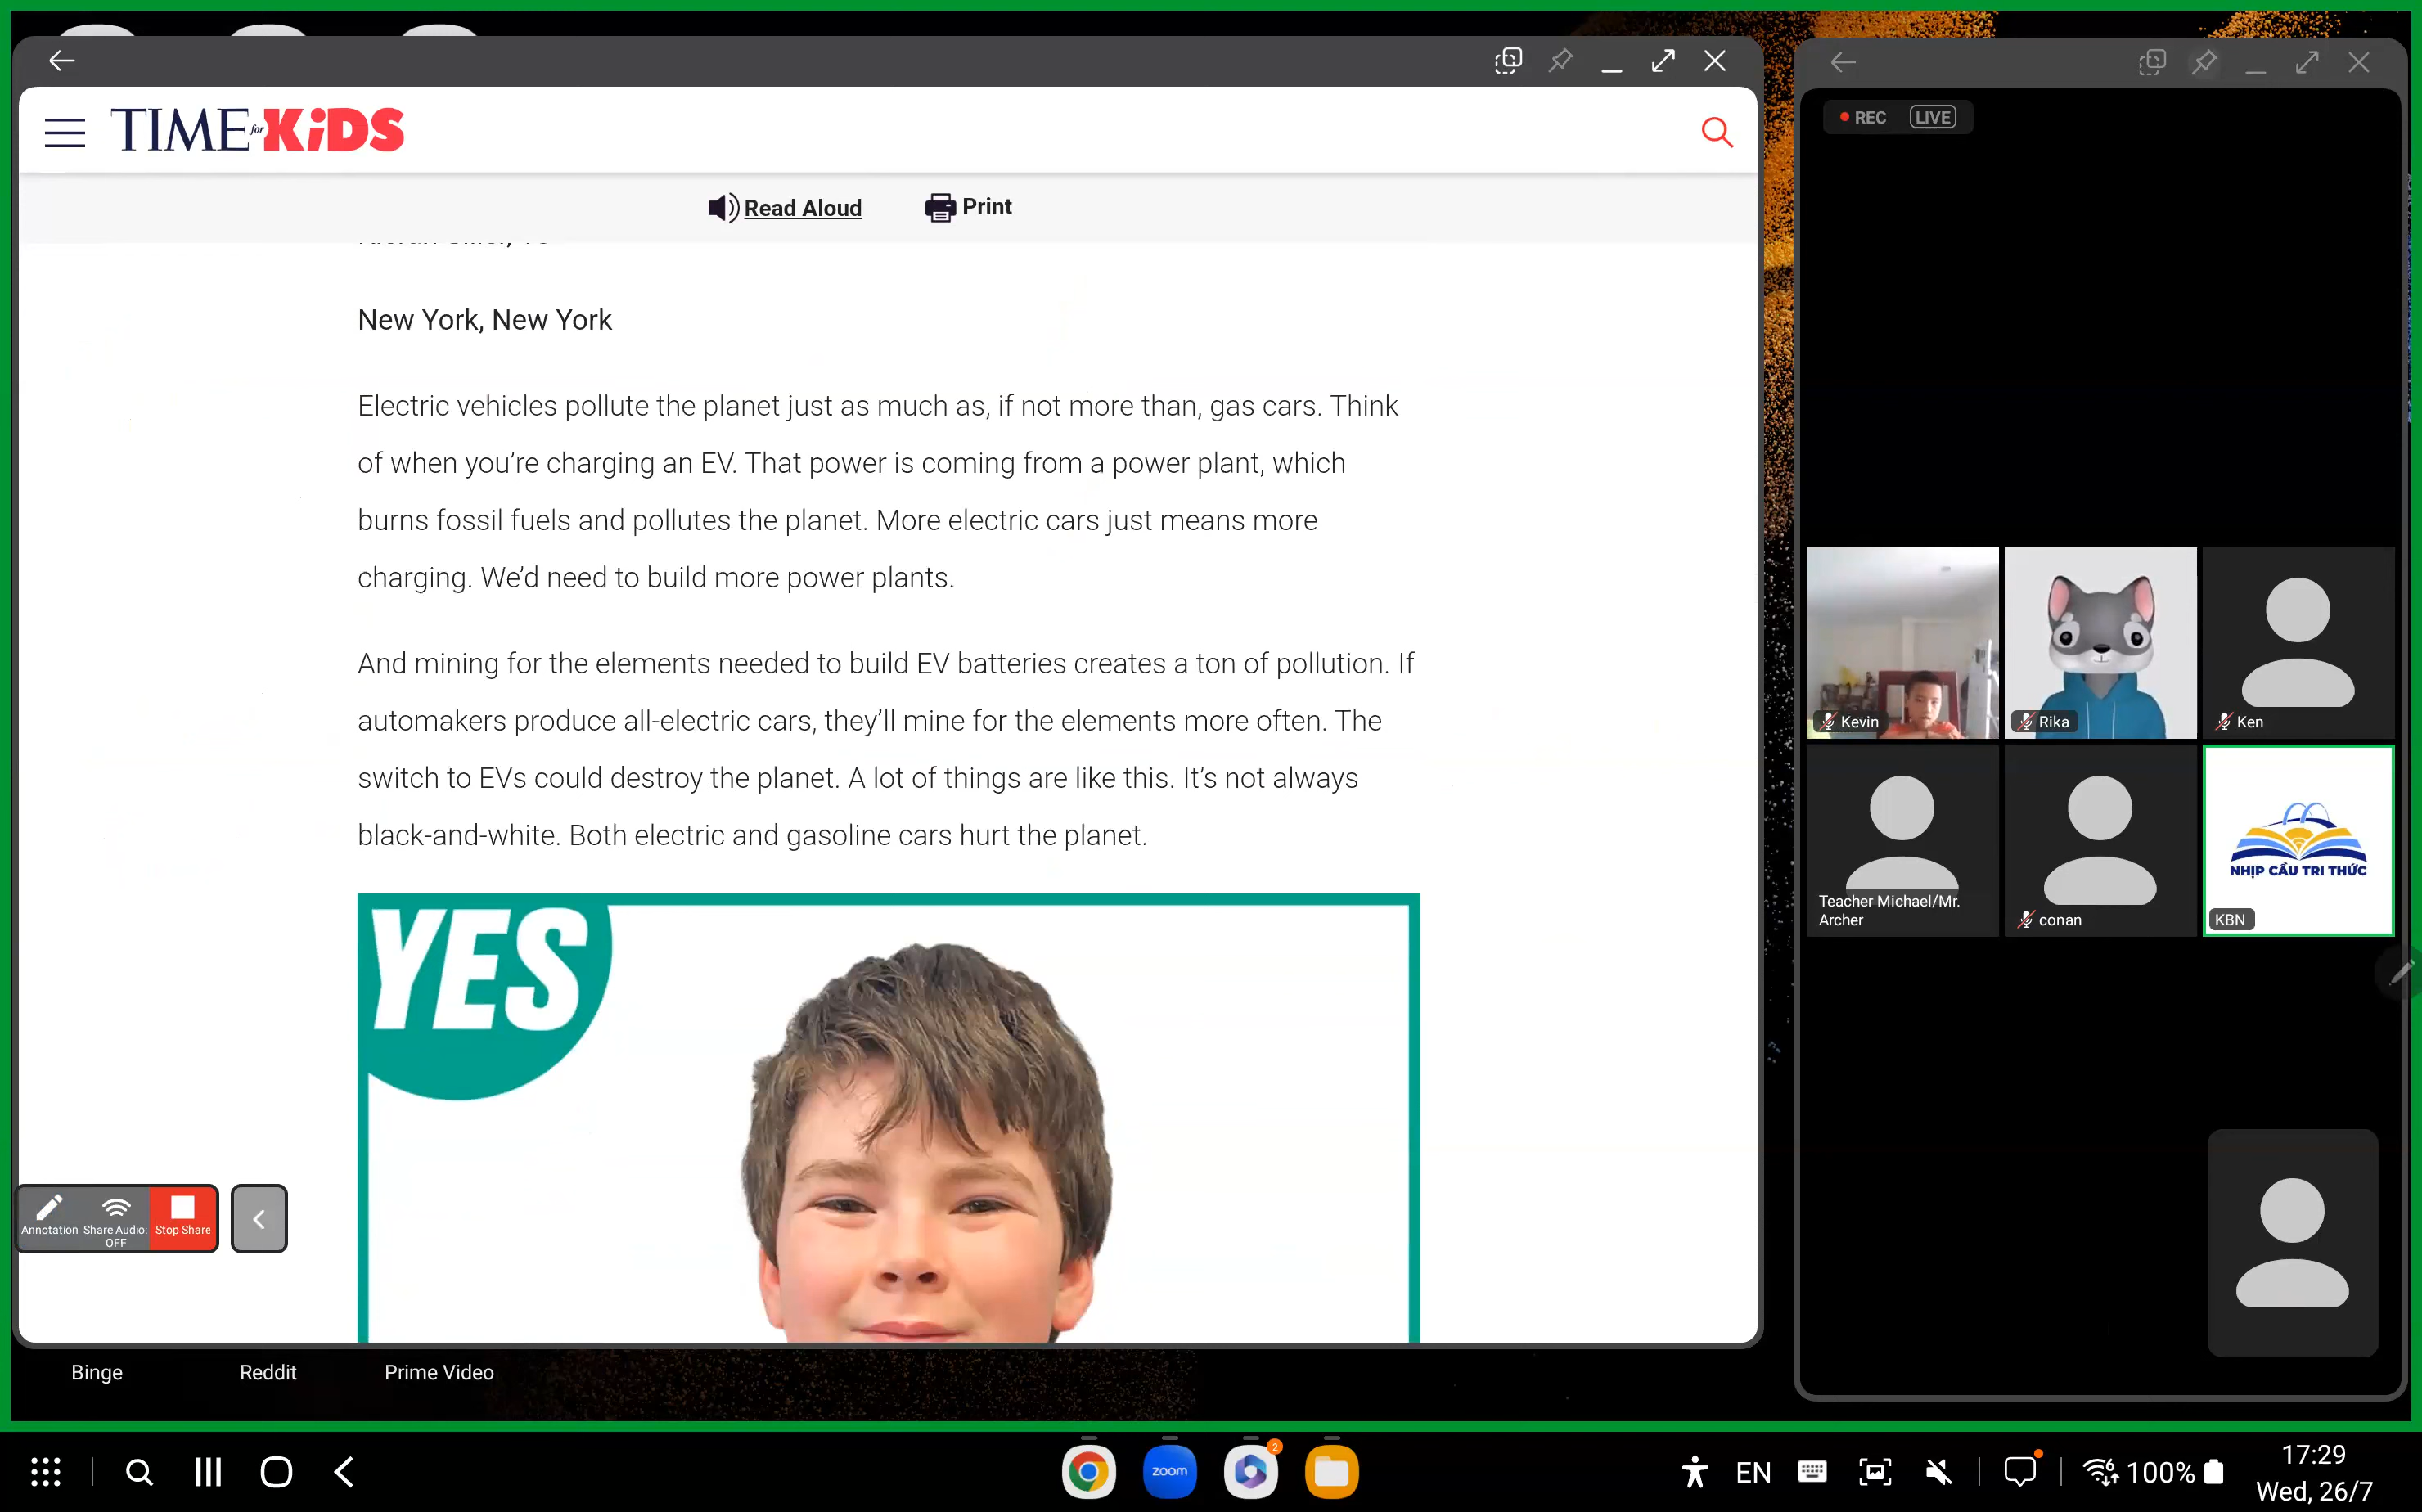 TIME for KiDS
Read Aloud
Print
New York, New York
Electric vehicles pollute the planet just as much as, if not more than, gas cars. Think
of when you’re charging an EV. That power is coming from a power plant, which
burns fossil fuels and pollutes the planet. More electric cars just means more
charging. We’d need to build more power plants.
And mining for the elements needed to build EV batteries creates a ton of pollution. If
automakers produce all-electric cars, they’ll mine for the elements more often. The
switch to EVs could destroy the planet. A lot of things are like this. It’s not always
black-and-white. Both electric and gasoline cars hurt the planet.
YES
Annotation
Share Audio:
OFF
Stop Share
Binge
Reddit
Prime Video
REC
LIVE
Kevin
Rika
Ken
Teacher Michael/Mr.
Archer
conan
NHỊP CẦU TRI THỨC
KBN
zoom
2
EN
6
100%
17:29
Wed, 26/7